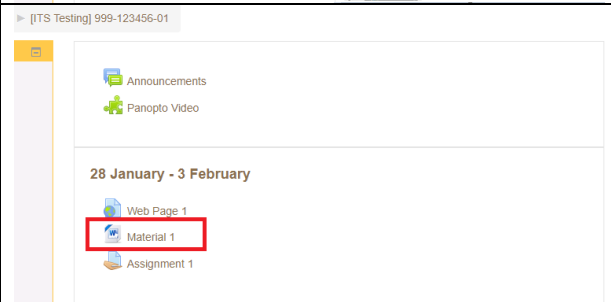 [ITS Testing] 999-123456-01
Announcements
Panopto Video
28 January - 3 February
Web Page 1
Material 1
Assignment 1